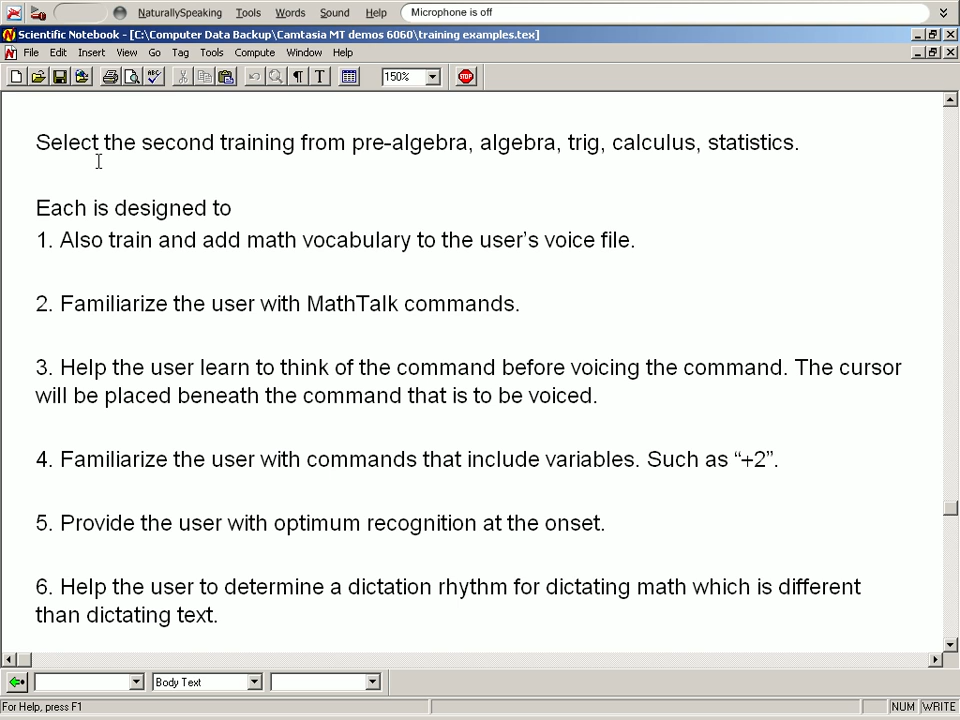 NaturallySpeaking Tools Words Sound Help Microphone is off
Scientific Notebook - [C:\Computer Data Backup\Camtasia MT demos 6060\training examples.tex]
File Edit Insert View Go Tag Tools Compute Window Help
150% STOP
Select the second training from pre-algebra, algebra, trig, calculus, statistics.
Each is designed to
1. Also train and add math vocabulary to the user’s voice file.
2. Familiarize the user with MathTalk commands.
3. Help the user learn to think of the command before voicing the command. The cursor
will be placed beneath the command that is to be voiced.
4. Familiarize the user with commands that include variables. Such as “+2”.
5. Provide the user with optimum recognition at the onset.
6. Help the user to determine a dictation rhythm for dictating math which is different
than dictating text.
Body Text
For Help, press F1 NUM WRITE